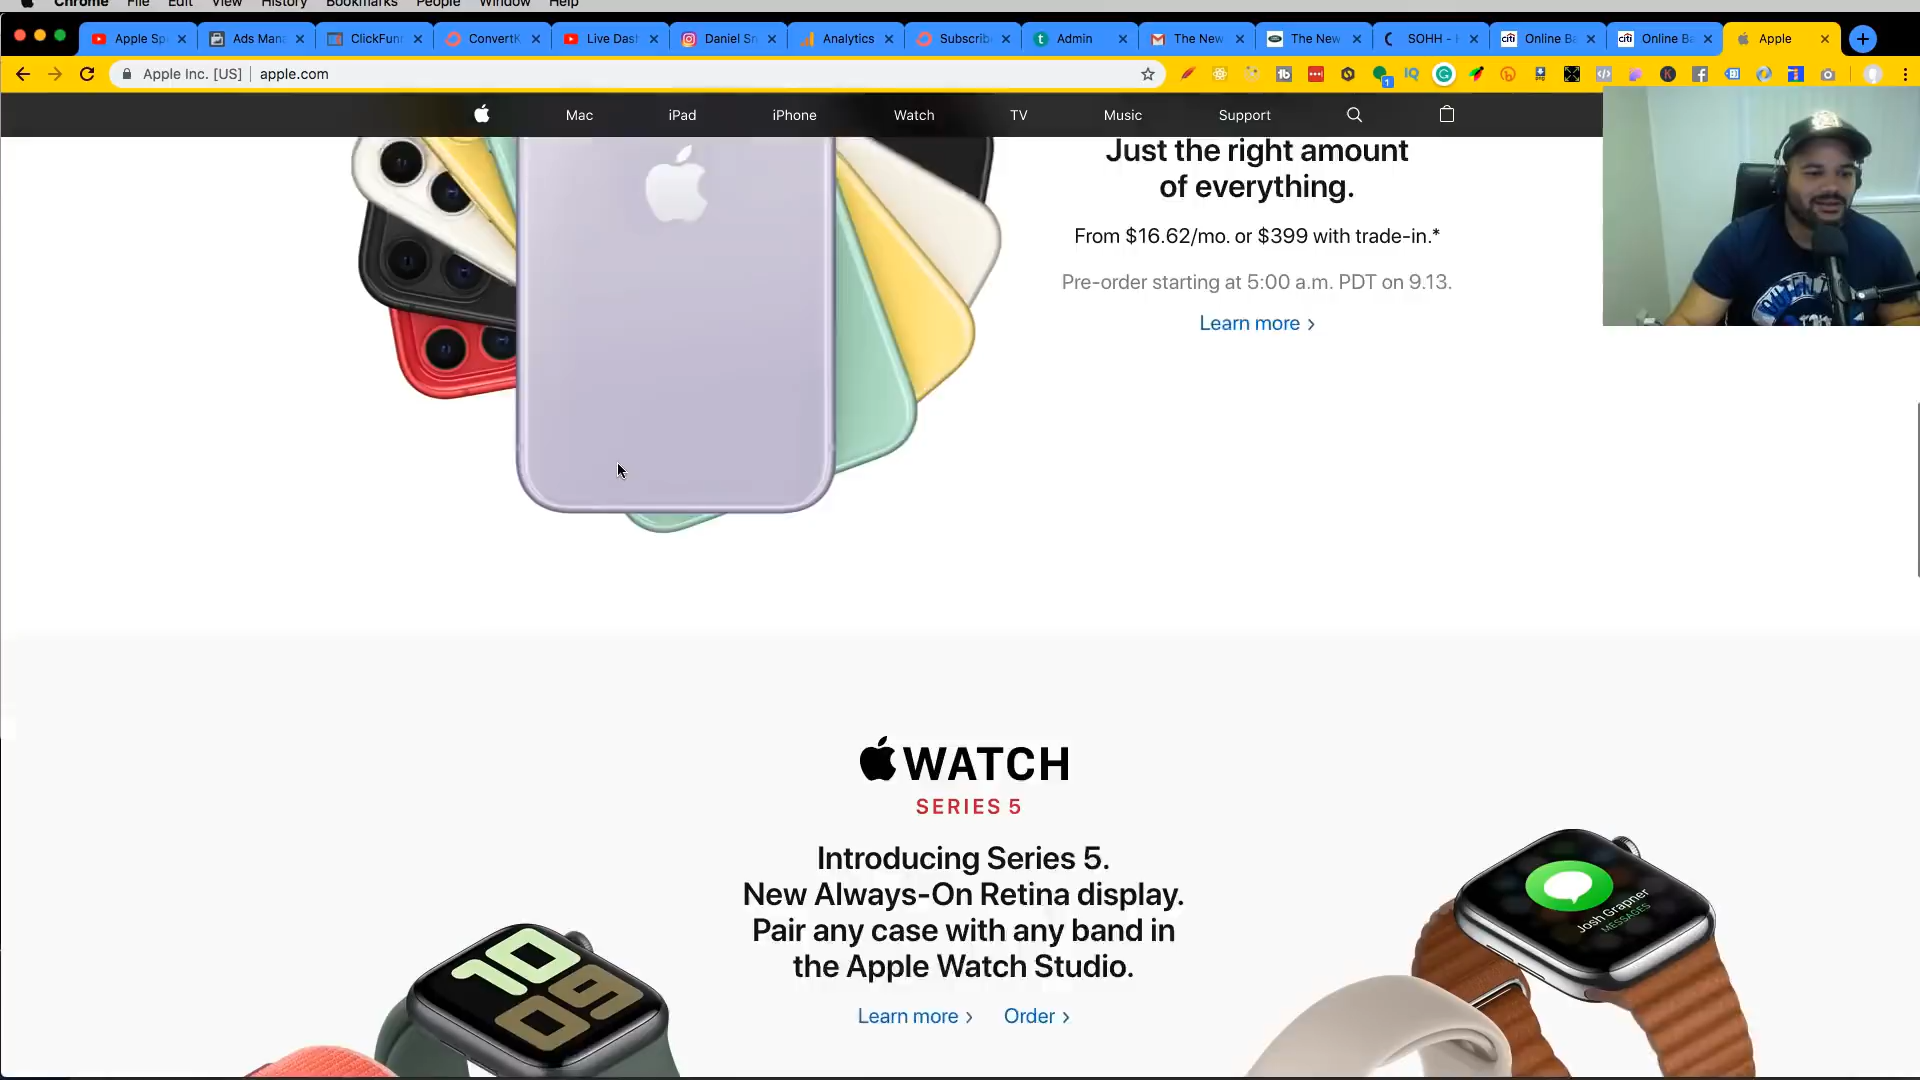 Chrome File Edit View History Bookmarks People Window Help
Apple Sp Ads Man ClickFunn ConvertK Live Das Daniel Sn Analytics Subscrib Admin The New The New SOHH - Online Ba Online Ba Apple
Apple Inc. [US] apple.com
Mac iPad iPhone Watch TV Music Support
Just the right amount
of everything.
From $16.62/mo. or $399 with trade-in.*
Pre-order starting at 5:00 a.m. PDT on 9.13.
Learn more
WATCH
SERIES 5
Introducing Series 5.
New Always-On Retina display.
Pair any case with any band in
the Apple Watch Studio.
Learn more Order
10
09
Josh Grapner
MESSAGES